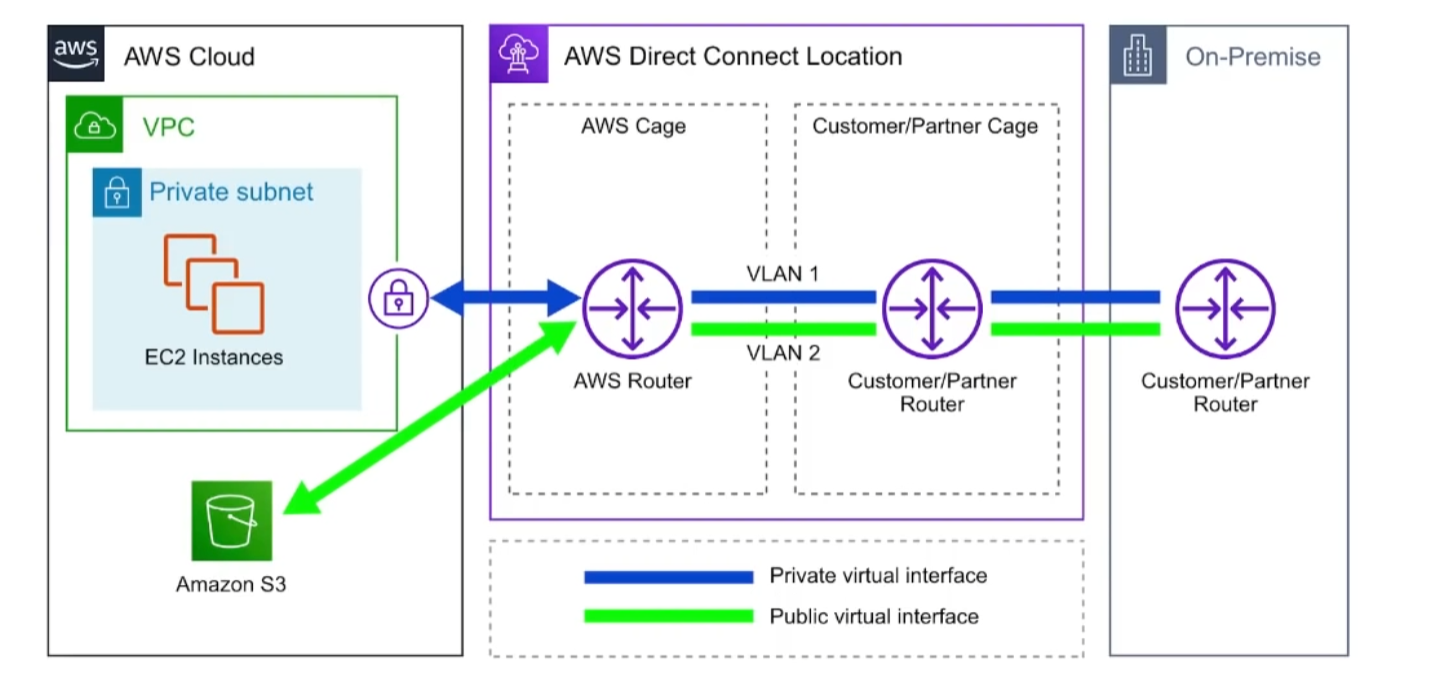 aws
AWS Cloud
VPC
Private subnet
EC2 Instances
Amazon S3
AWS Direct Connect Location
AWS Cage
Customer/Partner Cage
VLAN 1
VLAN 2
AWS Router
Customer/Partner
Router
On-Premise
Customer/Partner
Router
Private virtual interface
Public virtual interface